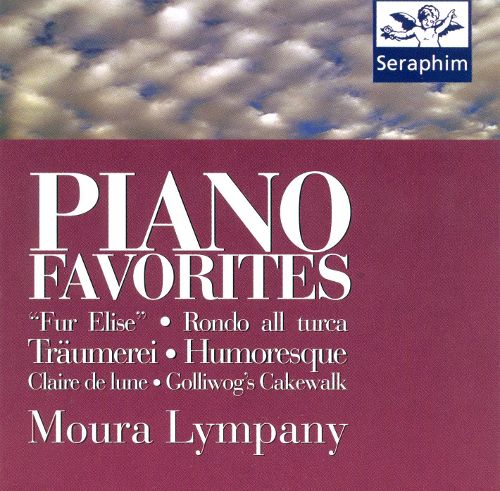 Seraphim
PIANO
FAVORITES
“Fur Elise” • Rondo all turca
Träumerei • Humoresque
Claire de lune • Golliwog's Cakewalk
Moura Lympany